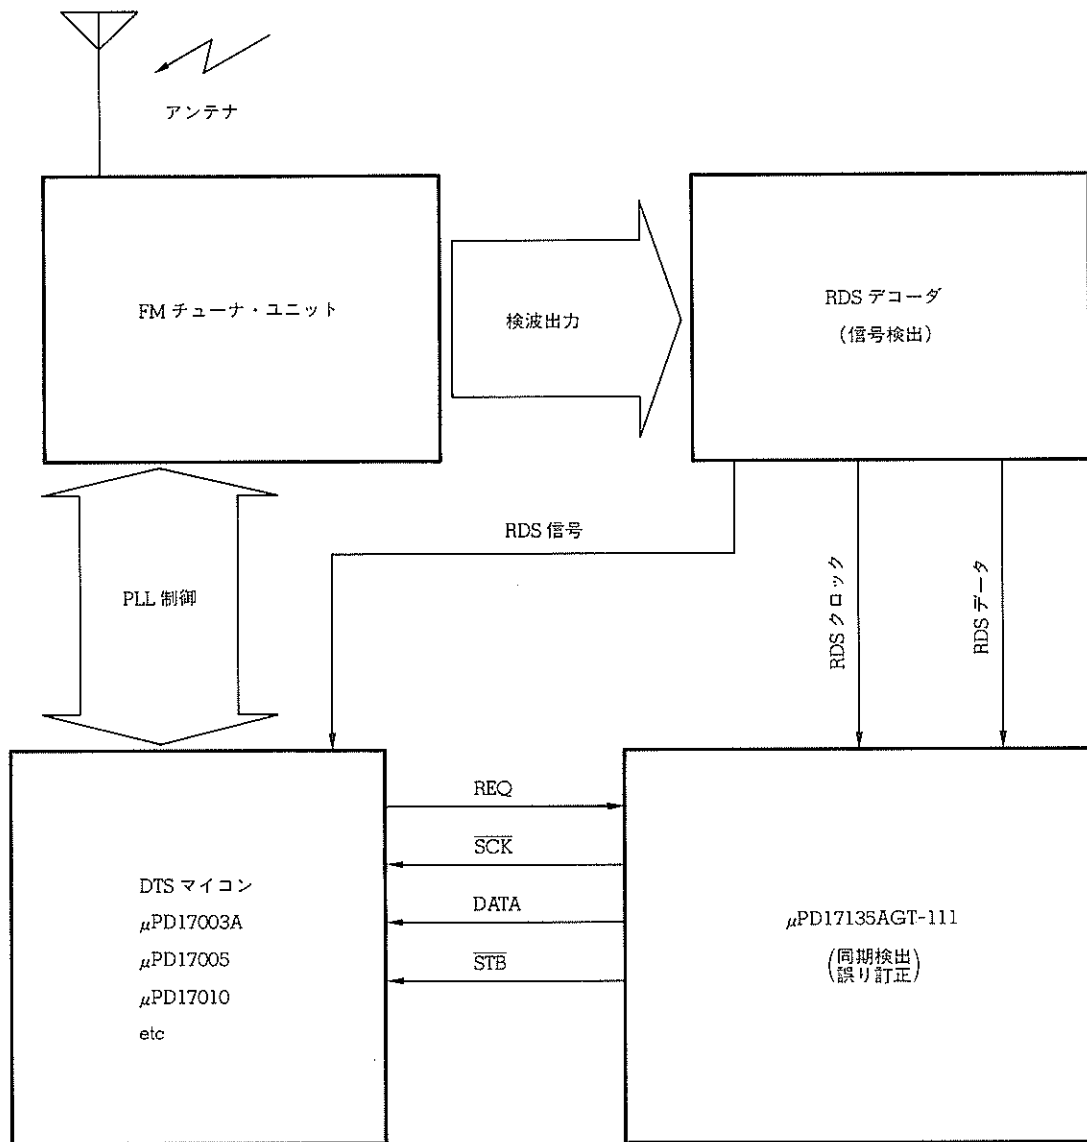 アンテナ
FM チューナ・ユニット
検波出力
RDS デコーダ
(信号検出)
RDS 信号
PLL 制御
RDS クロック
RDS データ
REQ
S̅C̅K̅
DATA
S̅T̅B̅
DTS マイコン
μPD17003A
μPD17005
μPD17010
etc
μPD17135AGT-111
(同期検出
誤り訂正)